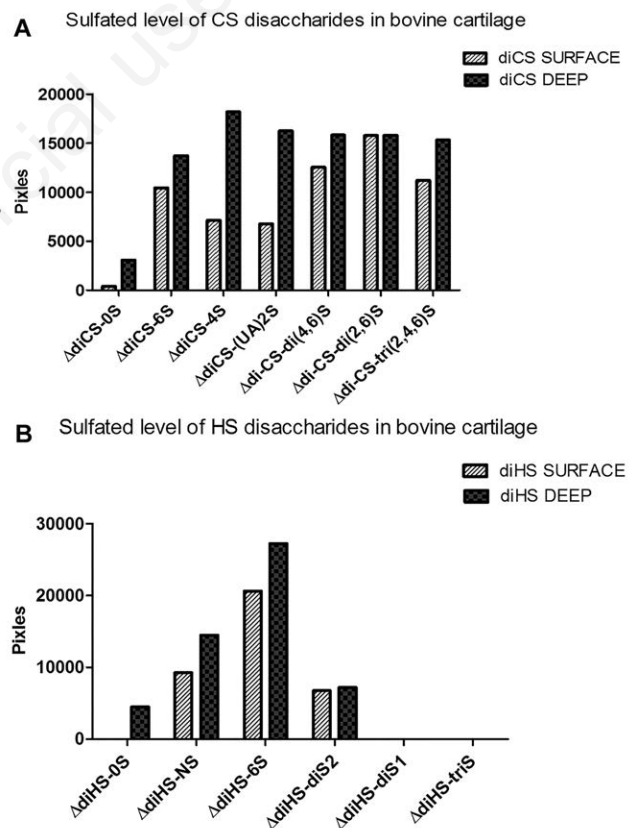 A Sulfated level of CS disaccharides in bovine cartilage
diCS SURFACE
diCS DEEP
20000
15000
10000
5000
0
Pixles
ΔdiCS-0S
ΔdiCS-6S
ΔdiCS-4S
ΔdiCS-(UA)2S
Δdi-CS-di(4,6)S
Δdi-CS-di(2,6)S
Δdi-CS-tri(2,4,6)S
B Sulfated level of HS disaccharides in bovine cartilage
diHS SURFACE
diHS DEEP
30000
20000
10000
0
Pixles
ΔdiHS-0S
ΔdiHS-NS
ΔdiHS-6S
ΔdiHS-diS2
ΔdiHS-diS1
ΔdiHS-triS